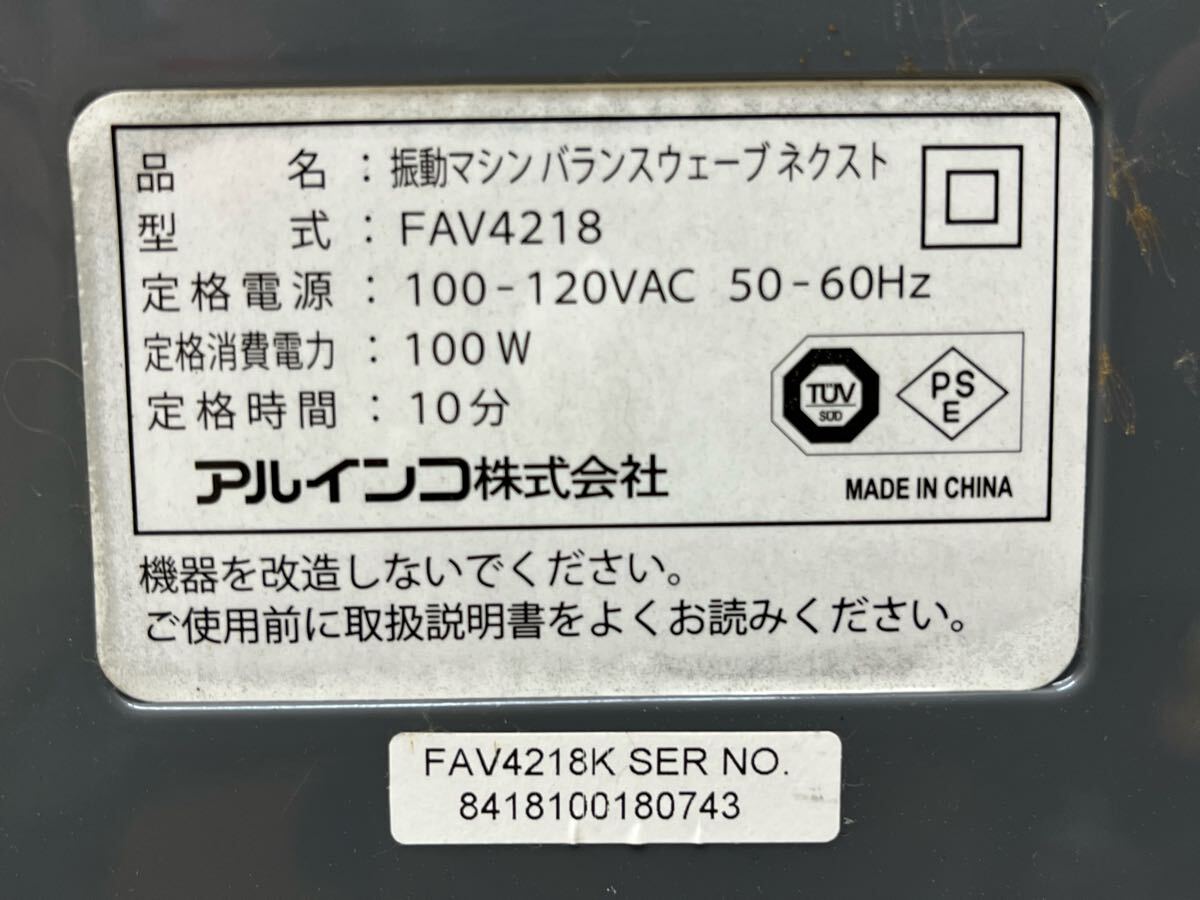 品名：振動マシン バランスウェーブ ネクスト
型式：FAV4218
定格電源：100-120VAC 50-60Hz
定格消費電力：100W
定格時間：10分
TÜV
SÜD
PS
E
アルインコ株式会社
MADE IN CHINA
機器を改造しないでください。
ご使用前に取扱説明書をよくお読みください。
FAV4218K SER NO.
8418100180743